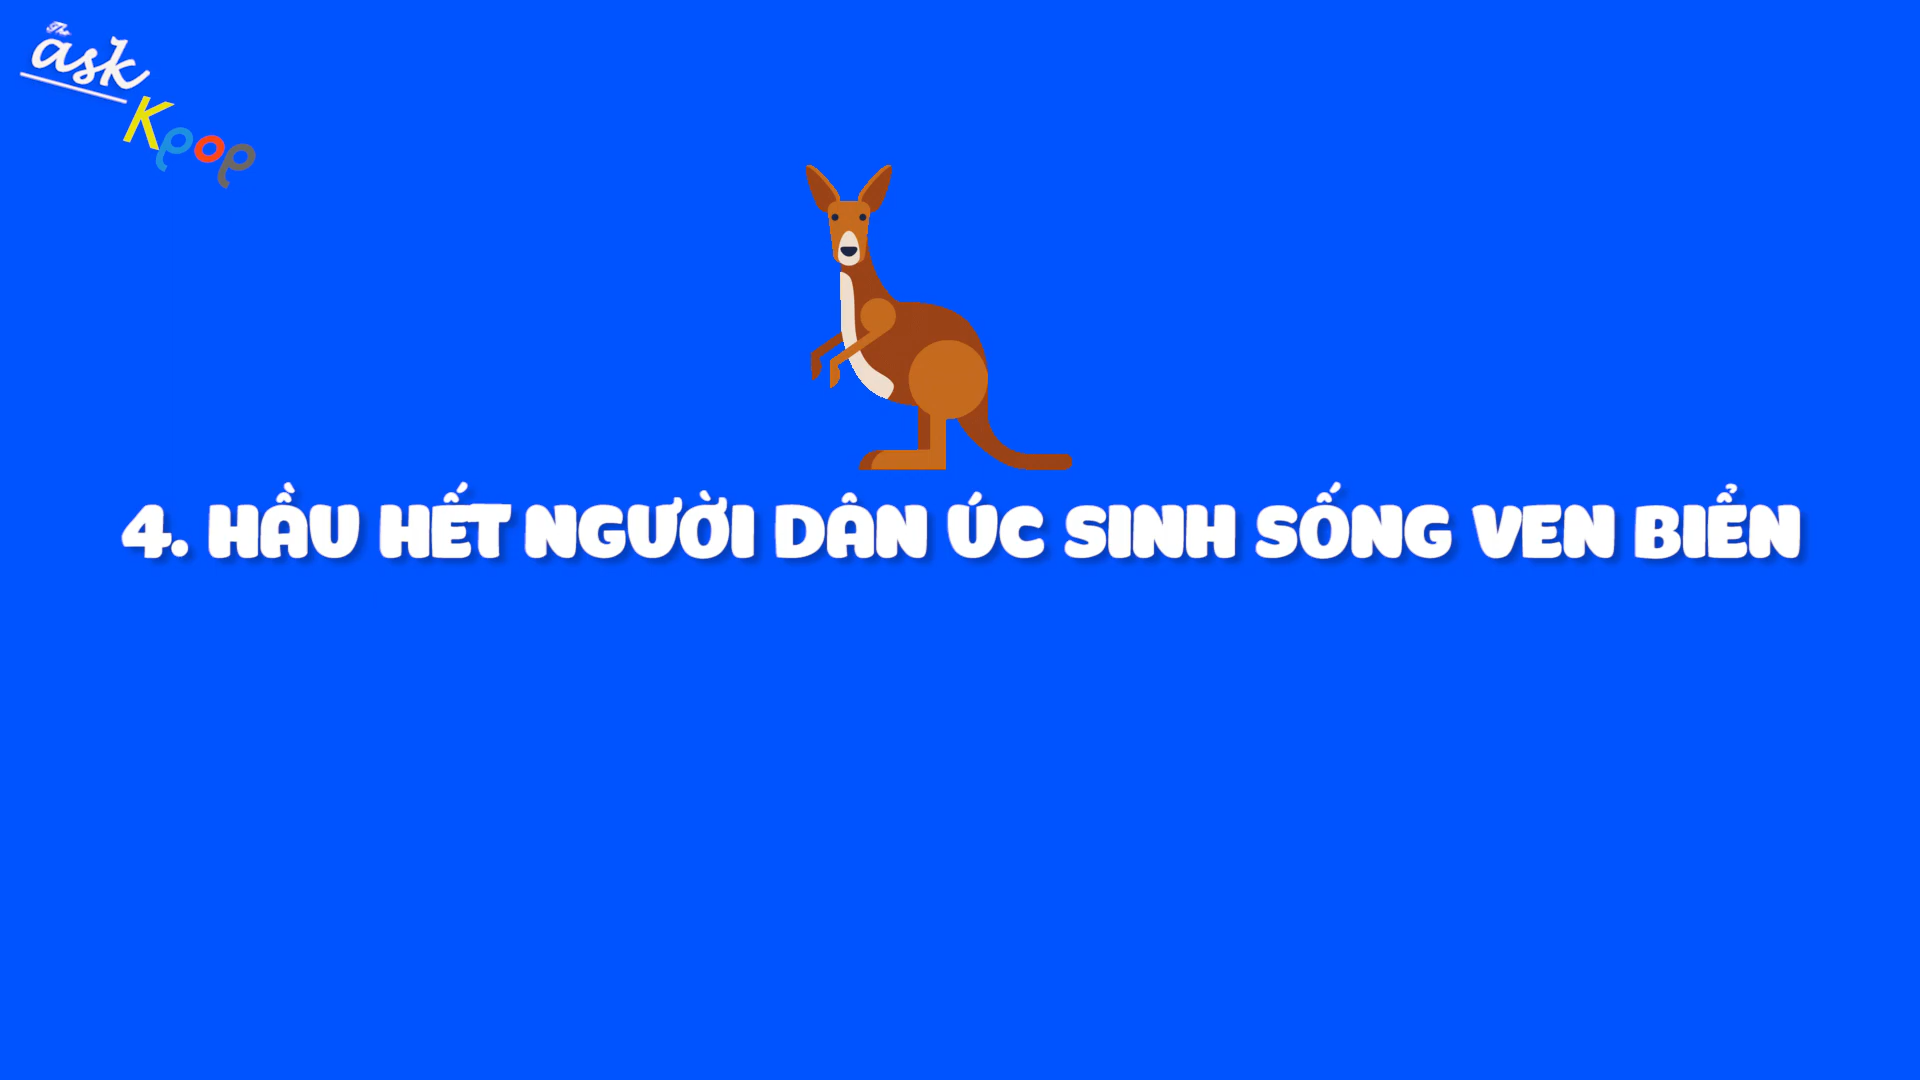 The
ask
Kpop
4. HẦU HẾT NGƯỜI DÂN ÚC SINH SỐNG VEN BIỂN